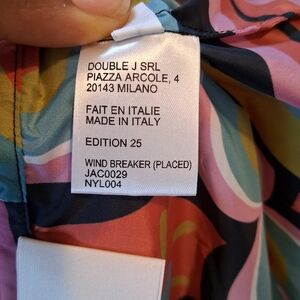 DOUBLE J SRL
PIAZZA ARCOLE, 4
20143 MILANO
FAIT EN ITALIE
MADE IN ITALY
EDITION 25
WIND BREAKER (PLACED)
JAC0029
NYL004